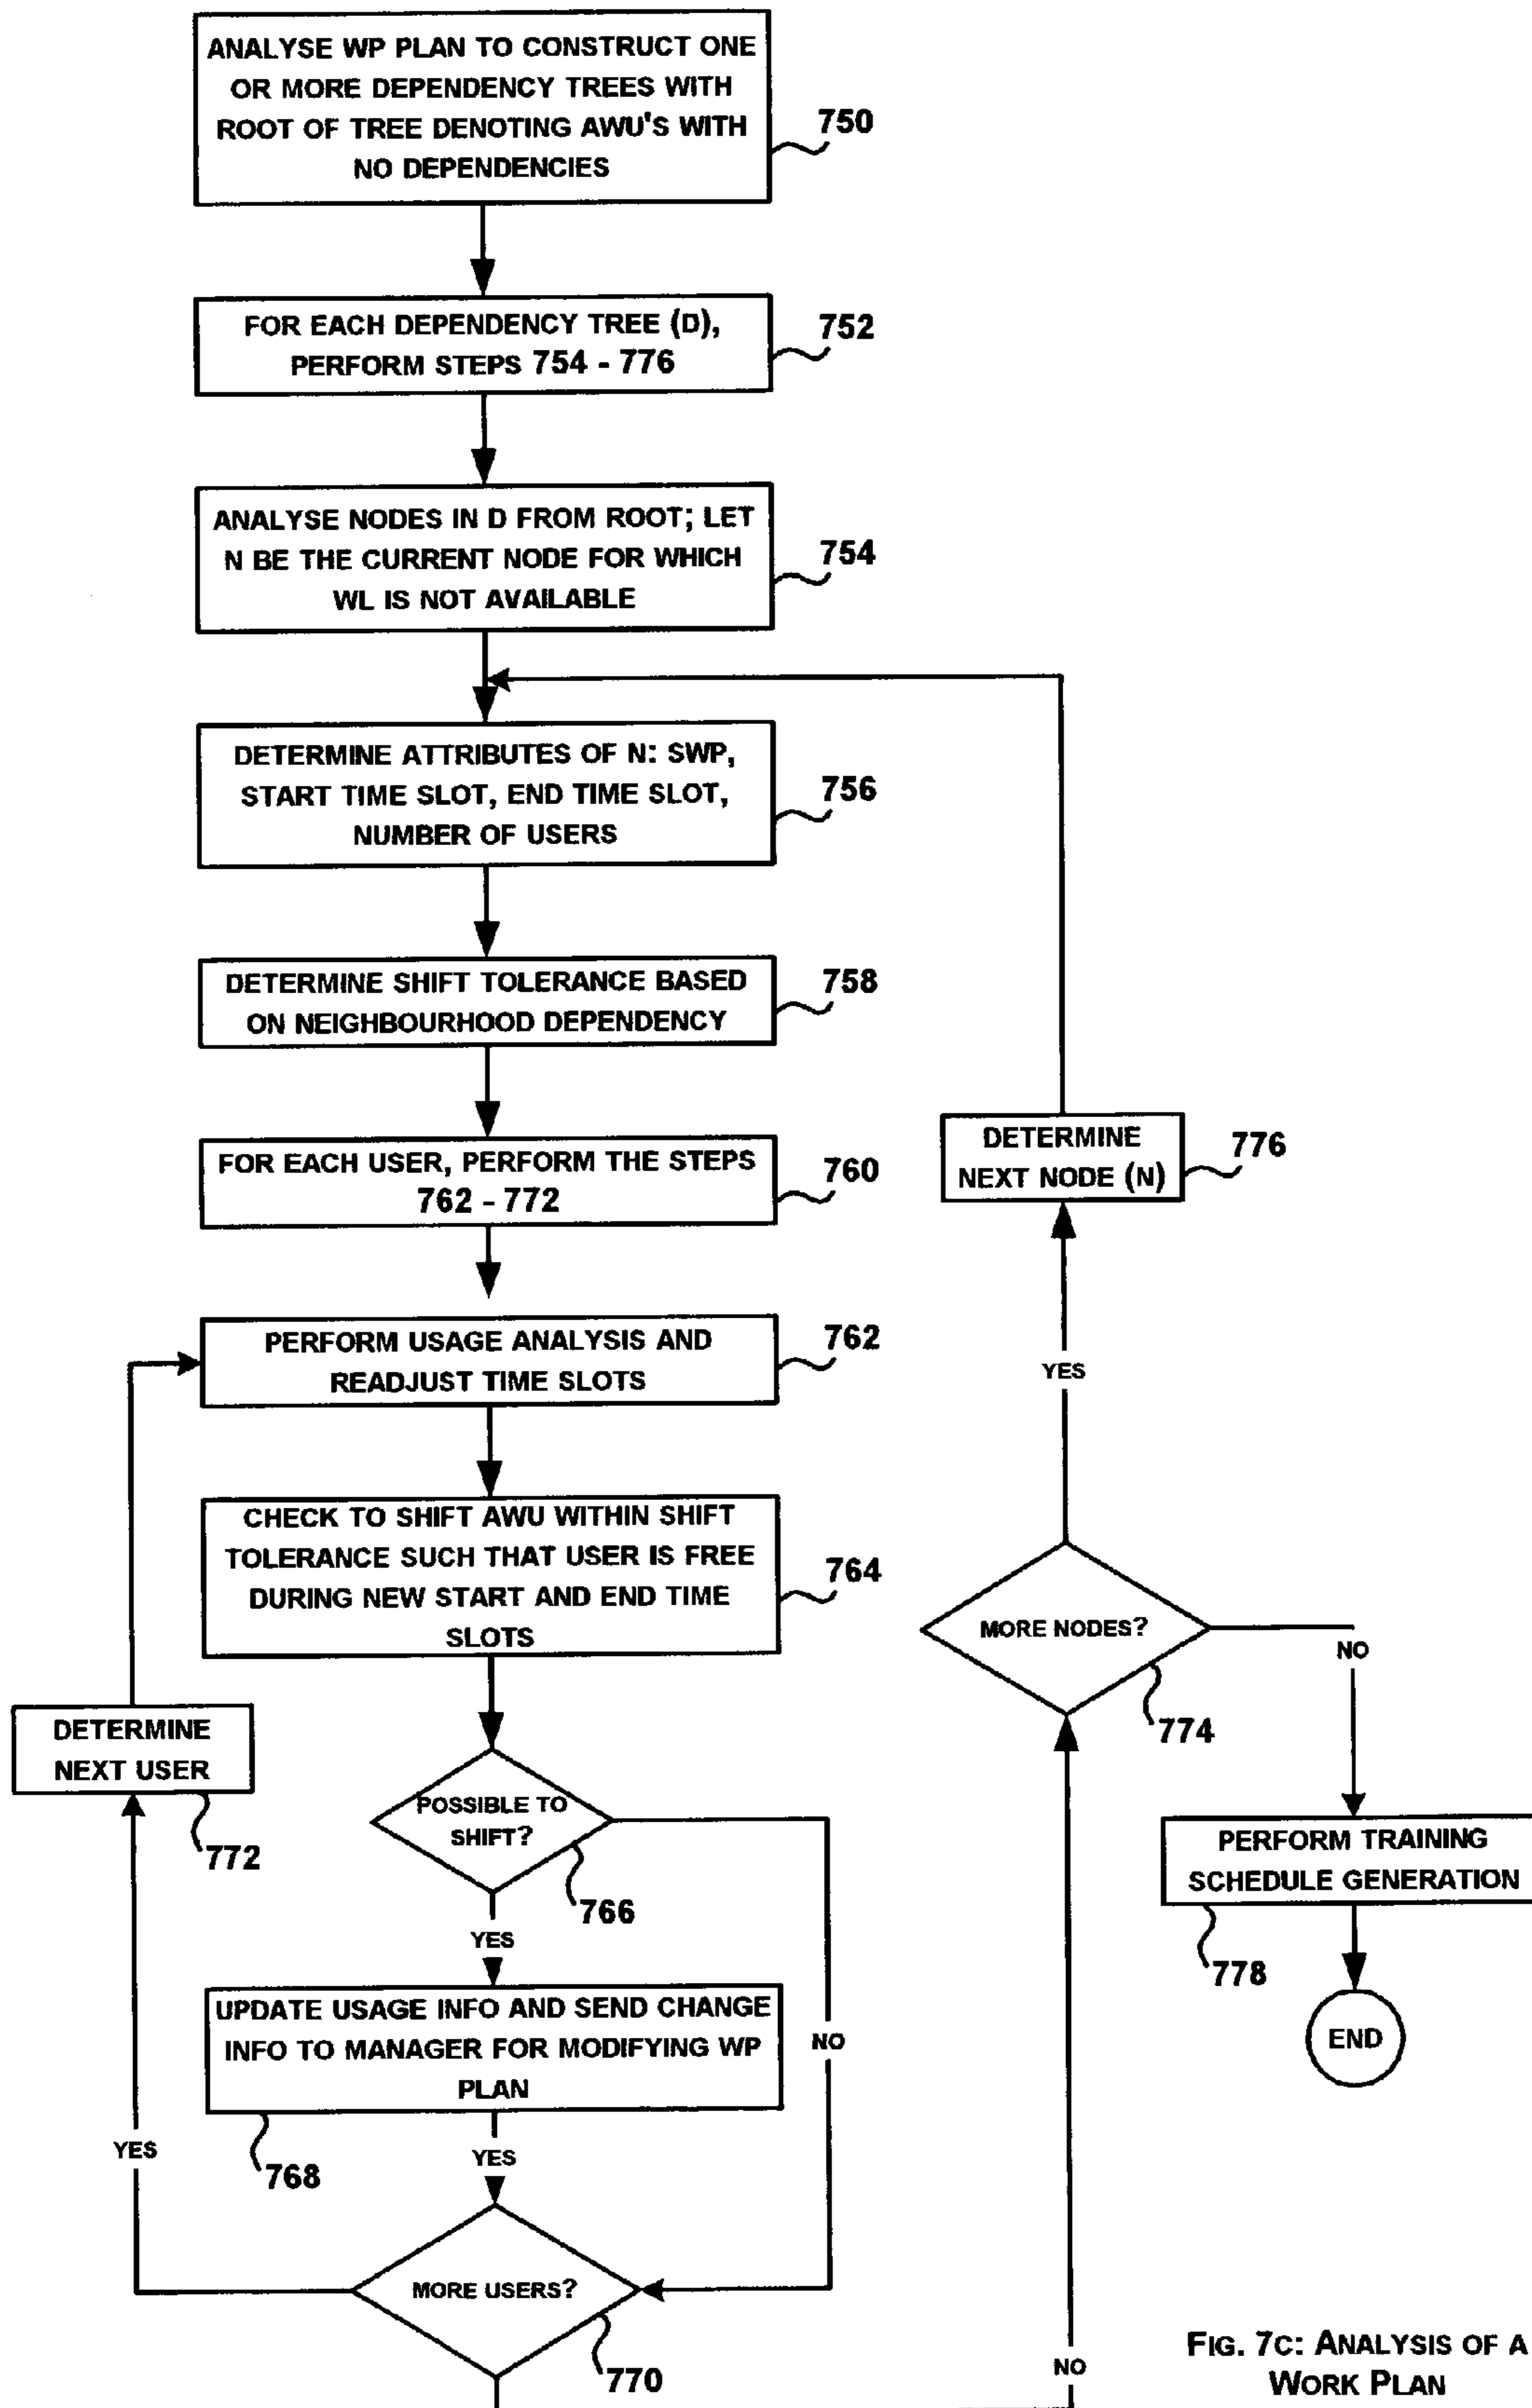 ANALYSE WP PLAN TO CONSTRUCT ONE
OR MORE DEPENDENCY TREES WITH
ROOT OF TREE DENOTING AWU'S WITH
NO DEPENDENCIES
750
FOR EACH DEPENDENCY TREE (D),
PERFORM STEPS 754 - 776
752
ANALYSE NODES IN D FROM ROOT; LET
N BE THE CURRENT NODE FOR WHICH
WL IS NOT AVAILABLE
754
DETERMINE ATTRIBUTES OF N: SWP,
START TIME SLOT, END TIME SLOT,
NUMBER OF USERS
756
DETERMINE SHIFT TOLERANCE BASED
ON NEIGHBOURHOOD DEPENDENCY
758
FOR EACH USER, PERFORM THE STEPS
762 - 772
760
PERFORM USAGE ANALYSIS AND
READJUST TIME SLOTS
762
CHECK TO SHIFT AWU WITHIN SHIFT
TOLERANCE SUCH THAT USER IS FREE
DURING NEW START AND END TIME
SLOTS
764
POSSIBLE TO
SHIFT?
766
YES
NO
UPDATE USAGE INFO AND SEND CHANGE
INFO TO MANAGER FOR MODIFYING WP
PLAN
768
YES
MORE USERS?
770
YES
DETERMINE
NEXT USER
772
NO
MORE NODES?
774
YES
DETERMINE
NEXT NODE (N)
776
NO
PERFORM TRAINING
SCHEDULE GENERATION
778
END
FIG. 7C: ANALYSIS OF A
WORK PLAN